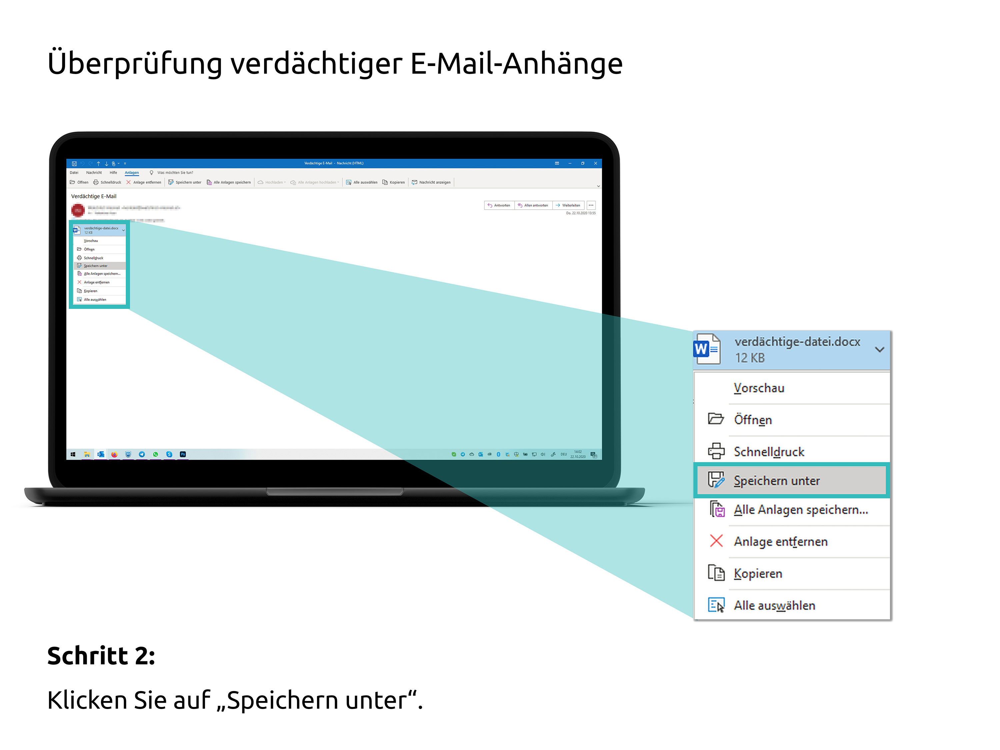 Überprüfung verdächtiger E-Mail-Anhänge
Verdächtige E-Mail - Nachricht (HTML)
Datei Nachricht Hilfe Anlagen Was möchten Sie tun?
Öffnen Schnelldruck Anlage entfernen Speichern unter Alle Anlagen speichern Hochladen Alle Anlagen hochladen Alle auswählen Kopieren Nachricht anzeigen
Verdächtige E-Mail
Antworten Allen antworten Weiterleiten
Do. 22.10.2020 13:55
verdächtige-datei.docx
12 KB
Vorschau
Öffnen
Schnelldruck
Speichern unter
Alle Anlagen speichern...
Anlage entfernen
Kopieren
Alle auswählen
DEU 14:02
22.10.2020
21
verdächtige-datei.docx
12 KB
Vorschau
Öffnen
Schnelldruck
Speichern unter
Alle Anlagen speichern...
Anlage entfernen
Kopieren
Alle auswählen
Schritt 2:
Klicken Sie auf „Speichern unter“.